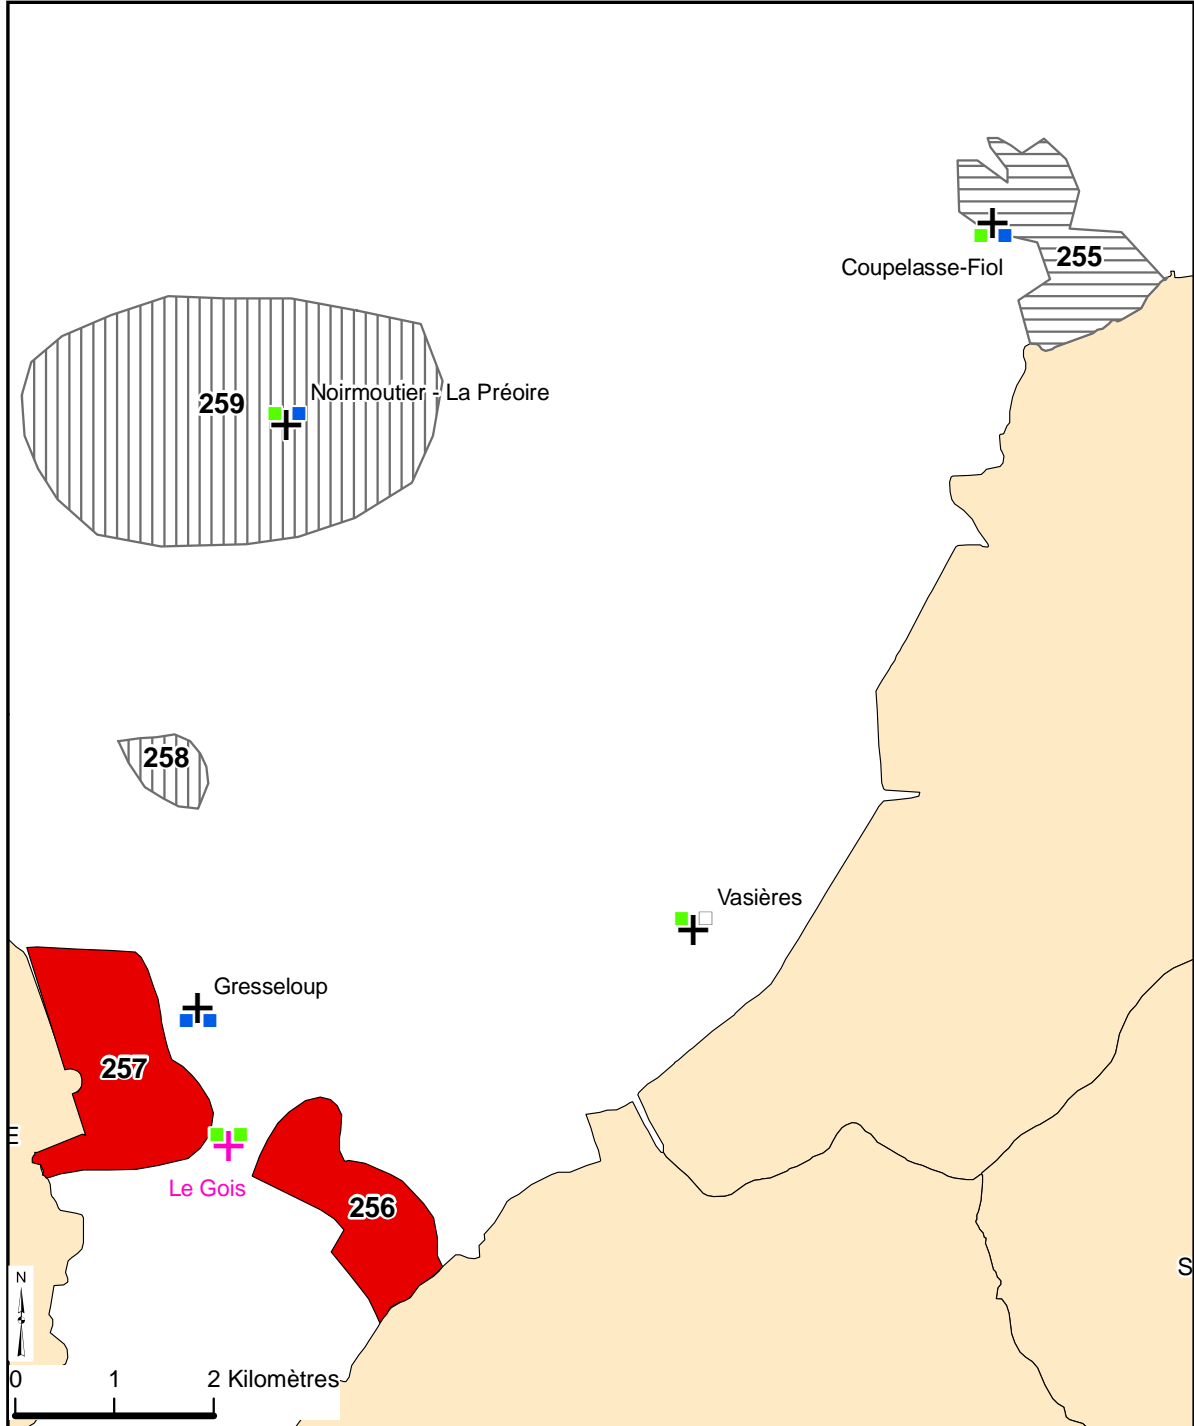 255
Coupelasse-Fiol
Noirmoutier - La Préoire
259
258
Vasières
Gresseloup
257
E
Le Gois
256
S
N
0 1 2 Kilomètres